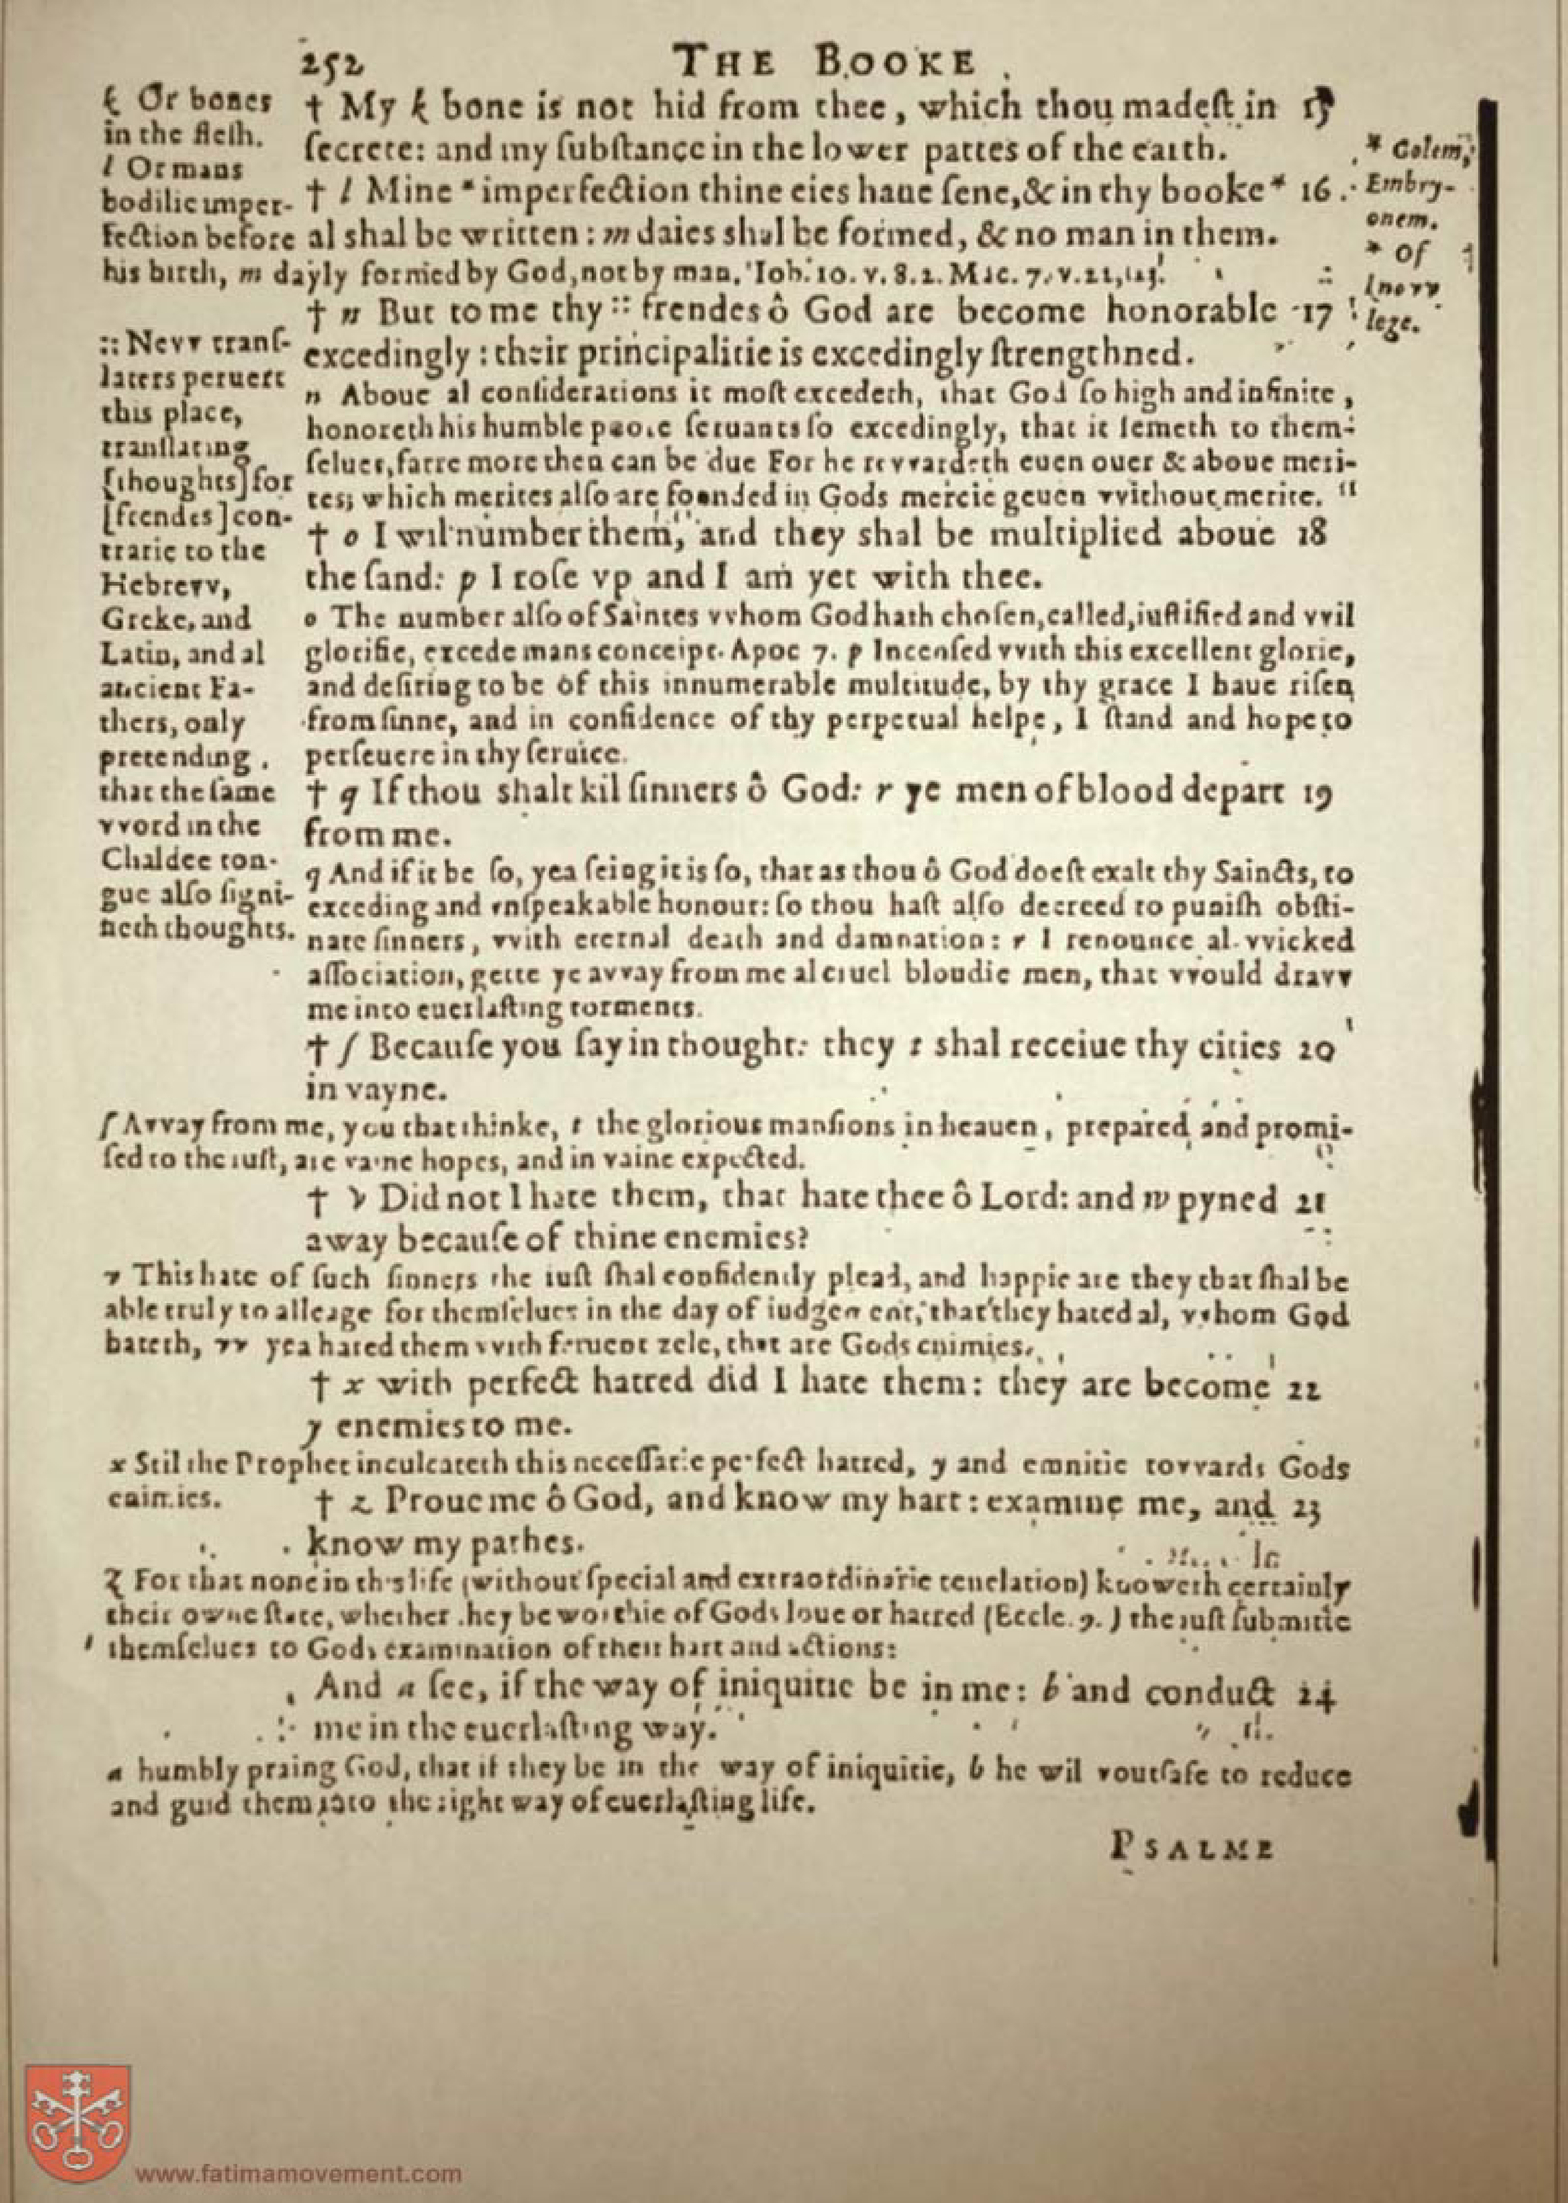 252 THE BOOKE
† My k bone is not hid from thee, which thou madeſt in 15
ſecrete: and my ſubſtance in the lower partes of the earth.
† l Mine * imperfection thine eies haue ſene, & in thy booke * 16
al shal be written: m daies shal be formed, & no man in them.
k Or bones
in the fleſh.
l Or mans
bodilie imper-
fection before
his birth, m dayly formed by God, not by man. Iob. 10. v. 8. 2. Mac. 7. v. 22, 23.
* Golem,
Embry-
onem.
* of
knovv
lege.
† n But to me thy :: frendes ô God are become honorable 17
excedingly: their principalitie is excedingly ſtrengthned.
n Aboue al conſiderations it moſt excedeth, that God ſo high and infinite,
honoreth his humble poore ſeruants ſo excedingly, that it ſemeth to them-
ſelues, farre more then can be due For he revvardeth euen ouer & aboue meri-
tes; which merites alſo are founded in Gods mercie geuen vvithout merite.
† o I wil number them, and they shal be multiplied aboue 18
the ſand: p I roſe vp and I am yet with thee.
o The number alſo of Saintes vvhom God hath choſen, called, iuſtified and vvil
glorifie, excede mans conceipt. Apoc 7. p Incenſed vvith this excellent glorie,
and deſiring to be of this innumerable multitude, by thy grace I haue riſen
from ſinne, and in confidence of thy perpetual helpe, I ſtand and hope to
perſeuere in thy ſeruice.
:: Nevv tranſ-
laters peruert
this place,
tranſlating
[thoughts] for
[frendes] con-
trarie to the
Hebrevv,
Greke, and
Latin, and al
ancient Fa-
thers, only
pretending
that the ſame
vvord in the
Chaldee ton-
gue alſo ſigni-
fieth thoughts.
† q If thou shalt kil ſinners ô God: r ye men of blood depart 19
from me.
q And if it be ſo, yea ſeing it is ſo, that as thou ô God doeſt exalt thy Saincts, to
exceding and vnſpeakable honour: ſo thou haſt alſo decreed to puniſh obſti-
nate ſinners, vvith eternal death and damnation: r I renounce al vvicked
aſſociation, gette ye avvay from me al cruel bloudie men, that vvould dravv
me into euerlaſting torments.
† ſ Becauſe you ſay in thought: they t shal receiue thy cities 20
in vayne.
ſ Avvay from me, you that thinke, t the glorious manſions in heauen, prepared and promi-
ſed to the iuſt, are vaine hopes, and in vaine expected.
† v Did not I hate them, that hate thee ô Lord: and w pyned 21
away becauſe of thine enemies?
v This hate of ſuch ſinners the iuſt ſhal confidently plead, and happie are they that ſhal be
able truly to alleage for themſelues in the day of iudgement, that they hated al, vvhom God
hateth, vv yea hated them vvith feruent zele, that are Gods enimies.
† x with perfect hatred did I hate them: they are become 22
y enemies to me.
x Stil the Prophet inculcateth this neceſſarie perfect hatred, y and emnitie tovvards Gods
enimies. † z Proue me ô God, and know my hart: examine me, and 23
know my pathes.
z For that none in this life (without ſpecial and extraordinarie reuelation) knoweth certainly
their owne ſtate, whether they be worthie of Gods loue or hatred (Eccle. 9.) the iuſt ſubmitte
themſelues to Gods examination of their hart and actions:
And a ſee, if the way of iniquitie be in me: b and conduct 24
me in the euerlaſting way.
a humbly praing God, that if they be in the way of iniquitie, b he wil voutſafe to reduce
and guid them into the right way of euerlaſting life.
PSALME
www.fatimamovement.com